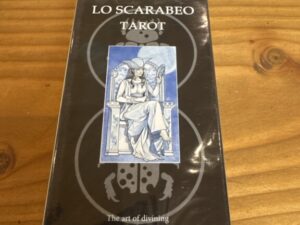 LO SCARABEO
TAROT
The art of divining